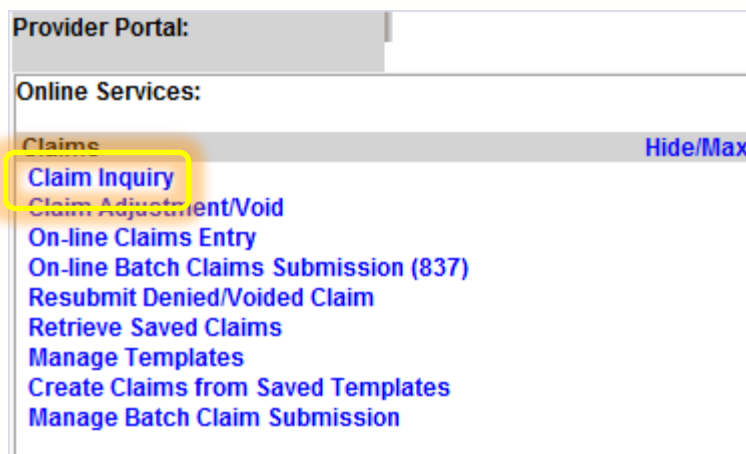 Provider Portal:
Online Services:
Claims Hide/Max
Claim Inquiry
Claim Adjustment/Void
On-line Claims Entry
On-line Batch Claims Submission (837)
Resubmit Denied/Voided Claim
Retrieve Saved Claims
Manage Templates
Create Claims from Saved Templates
Manage Batch Claim Submission